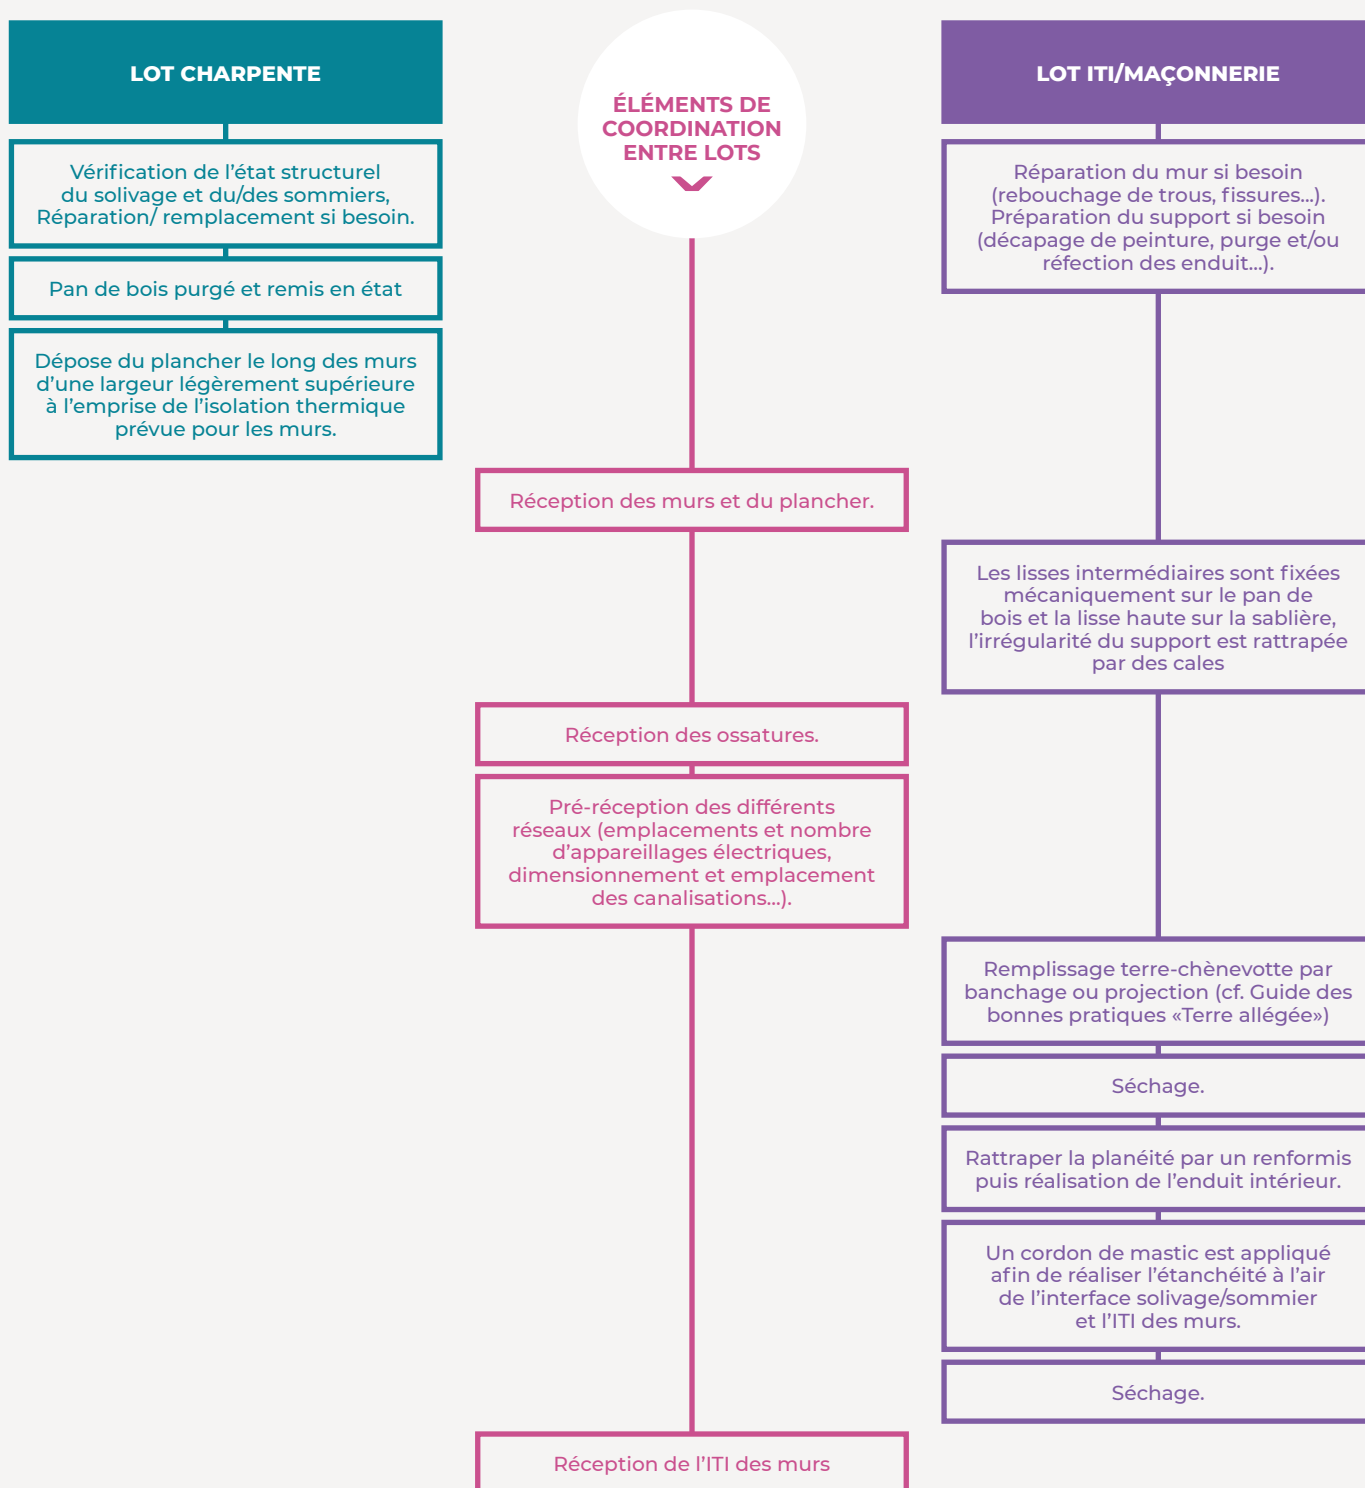 LOT CHARPENTE
Vérification de l’état structurel
du solivage et du/des sommiers,
Réparation/ remplacement si besoin.
Pan de bois purgé et remis en état
Dépose du plancher le long des murs
d’une largeur légèrement supérieure
à l’emprise de l’isolation thermique
prévue pour les murs.
ÉLÉMENTS DE
COORDINATION
ENTRE LOTS
Réception des murs et du plancher.
Réception des ossatures.
Pré-réception des différents
réseaux (emplacements et nombre
d’appareillages électriques,
dimensionnement et emplacement
des canalisations...).
Réception de l’ITI des murs
LOT ITI/MAÇONNERIE
Réparation du mur si besoin
(rebouchage de trous, fissures...).
Préparation du support si besoin
(décapage de peinture, purge et/ou
réfection des enduit...).
Les lisses intermédiaires sont fixées
mécaniquement sur le pan de
bois et la lisse haute sur la sablière,
l’irrégularité du support est rattrapée
par des cales
Remplissage terre-chènevotte par
banchage ou projection (cf. Guide des
bonnes pratiques «Terre allégée»)
Séchage.
Rattraper la planéité par un renformis
puis réalisation de l’enduit intérieur.
Un cordon de mastic est appliqué
afin de réaliser l’étanchéité à l’air
de l’interface solivage/sommier
et l’ITI des murs.
Séchage.